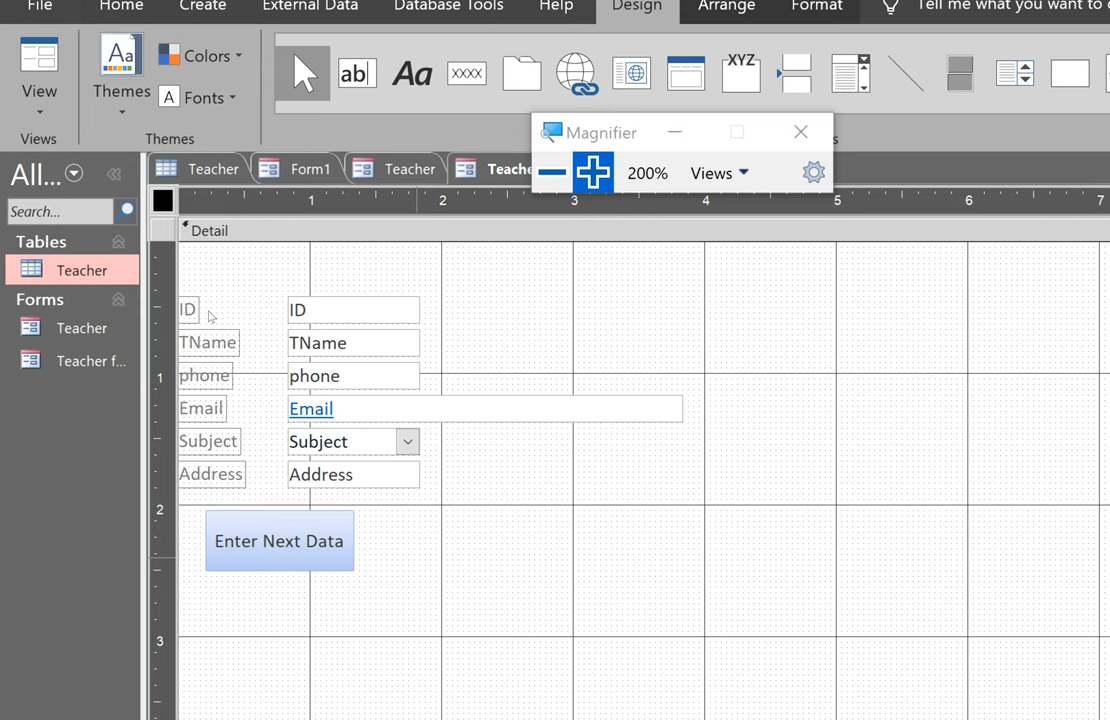 File Home Create External Data Database Tools Help Design Arrange Format Tell me what you want to
View
Views
Aa
Themes
Colors
A Fonts
Themes
ab
Aa
XXXX
XYZ
Magnifier
200% Views
All...
Search...
Tables
Teacher
Forms
Teacher
Teacher f...
Teacher Form1 Teacher Teache
1 2 3 4 5 6 7
Detail
ID ID
TName TName
phone phone
Email Email
Subject Subject
Address Address
Enter Next Data
1
2
3